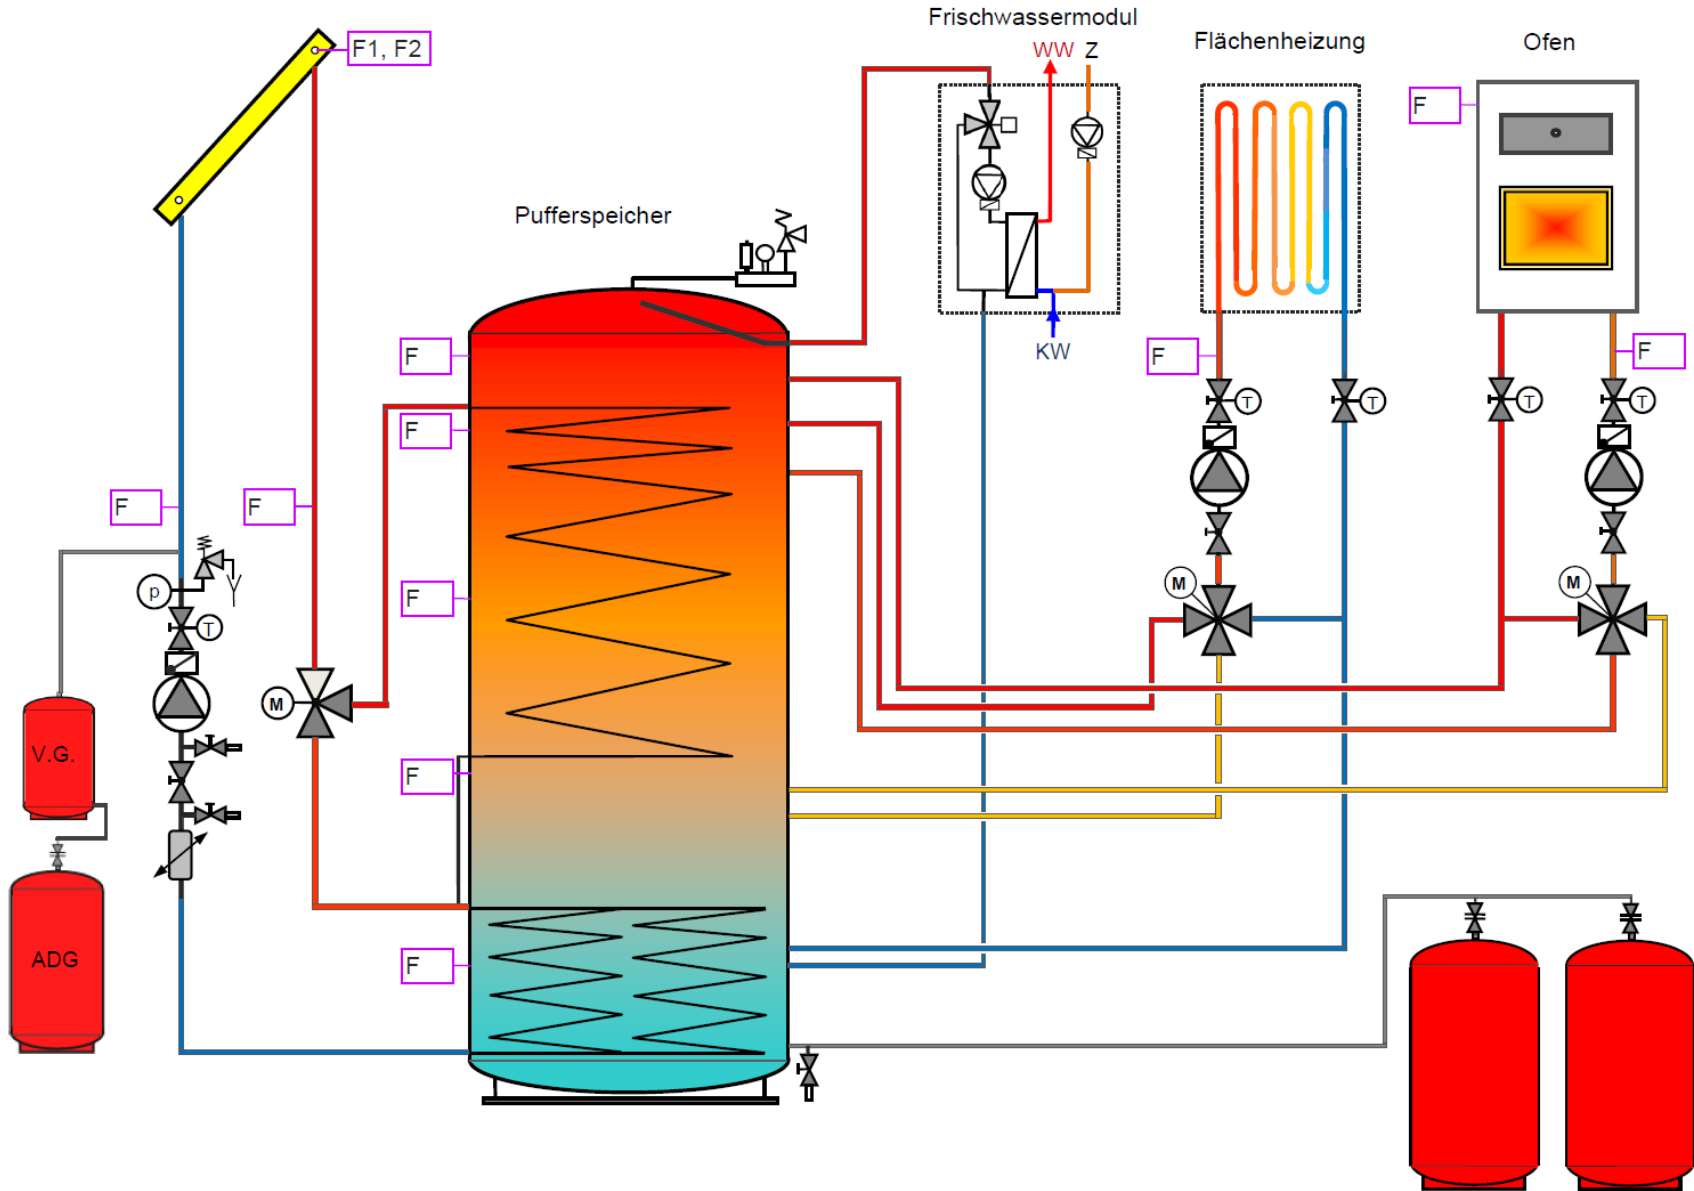 Frischwassermodul
Flächenheizung
Ofen
F1, F2
WW Z
F
Pufferspeicher
KW
F
F
F
F
T
T
T
T
F
F
F
M
M
p
T
F
M
V.G.
F
ADG
F